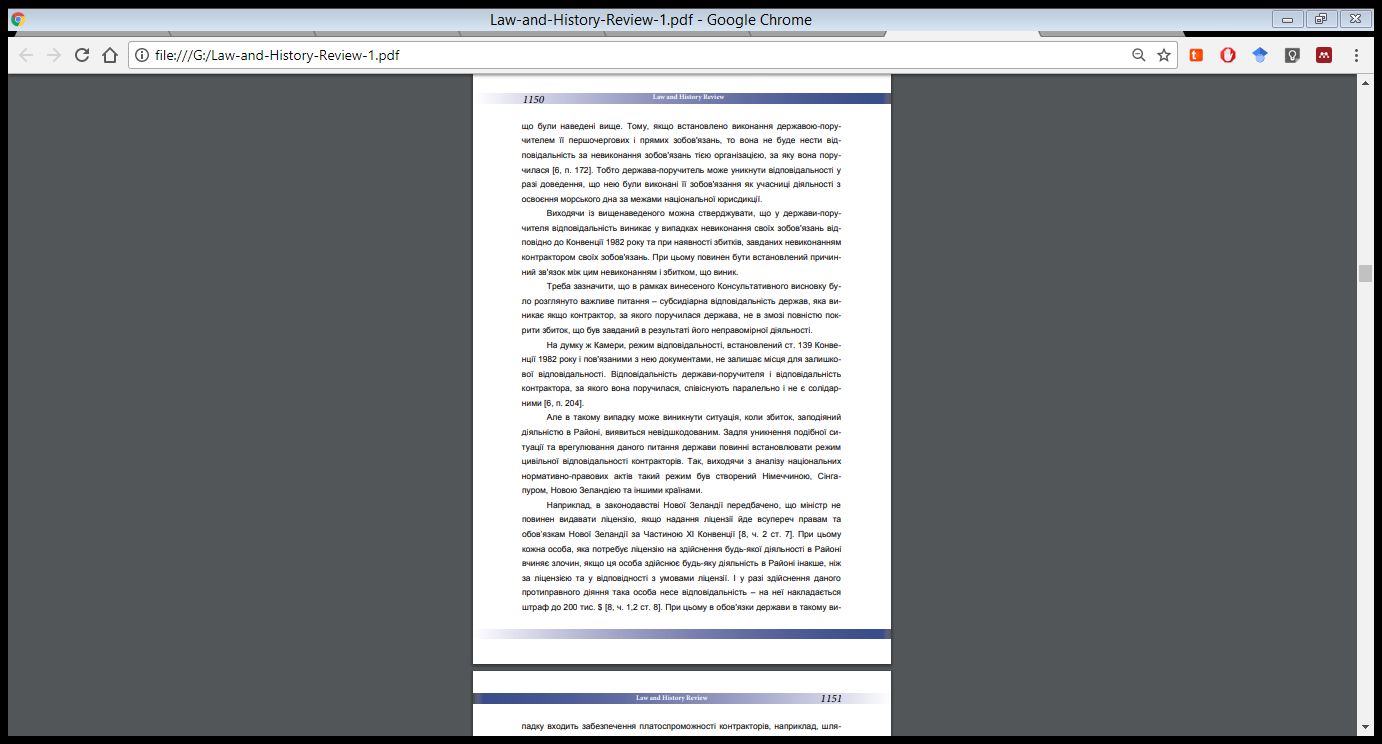 Law-and-History-Review-1.pdf - Google Chrome
file:///G:/Law-and-History-Review-1.pdf
1150
Law and History Review
що були наведені вище. Тому, якщо встановлено виконання державою-пору-
чителем її першочергових і прямих зобов'язань, то вона не буде нести від-
повідальність за невиконання зобов'язань тією організацією, за яку вона пору-
чилася [6, п. 172]. Тобто держава-поручитель може уникнути відповідальності у
разі доведення, що нею були виконані її зобов'язання як учасниці діяльності з
освоєння морського дна за межами національної юрисдикції.
Виходячи із вищенаведеного можна стверджувати, що у держави-пору-
чителя відповідальність виникає у випадках невиконання своїх зобов'язань від-
повідно до Конвенції 1982 року та при наявності збитків, завданих невиконанням
контрактором своїх зобов'язань. При цьому повинен бути встановлений причин-
ний зв'язок між цим невиконанням і збитком, що виник.
Треба зазначити, що в рамках винесеного Консультативного висновку бу-
ло розглянуто важливе питання – субсидіарна відповідальність держав, яка ви-
никає якщо контрактор, за якого поручилася держава, не в змозі повністю пок-
рити збиток, що був завданий в результаті його неправомірної діяльності.
На думку ж Камери, режим відповідальності, встановлений ст. 139 Конве-
нції 1982 року і пов'язаними з нею документами, не залишає місця для залишко-
вої відповідальності. Відповідальність держави-поручителя і відповідальність
контрактора, за якого вона поручилася, співіснують паралельно і не є солідар-
ними [6, п. 204].
Але в такому випадку може виникнути ситуація, коли збиток, заподіяний
діяльністю в Районі, виявиться невідшкодованим. Задля уникнення подібної си-
туації та врегулювання даного питання держави повинні встановлювати режим
цивільної відповідальності контракторів. Так, виходячи з аналізу національних
нормативно-правових актів такий режим був створений Німеччиною, Сінга-
пуром, Новою Зеландією та іншими країнами.
Наприклад, в законодавстві Нової Зеландії передбачено, що міністр не
повинен видавати ліцензію, якщо надання ліцензії йде всупереч правам та
обов'язкам Нової Зеландії за Частиною XI Конвенції [8, ч. 2 ст. 7]. При цьому
кожна особа, яка потребує ліцензію на здійснення будь-якої діяльності в Районі
вчиняє злочин, якщо ця особа здійснює будь-яку діяльність в Районі інакше, ніж
за ліцензією та у відповідності з умовами ліцензії. І у разі здійснення даного
протиправного діяння така особа несе відповідальність – на неї накладається
штраф до 200 тис. $ [8, ч. 1,2 ст. 8]. При цьому в обов'язки держави в такому ви-
Law and History Review
1151
падку входить забезпечення платоспроможності контракторів, наприклад, шля-